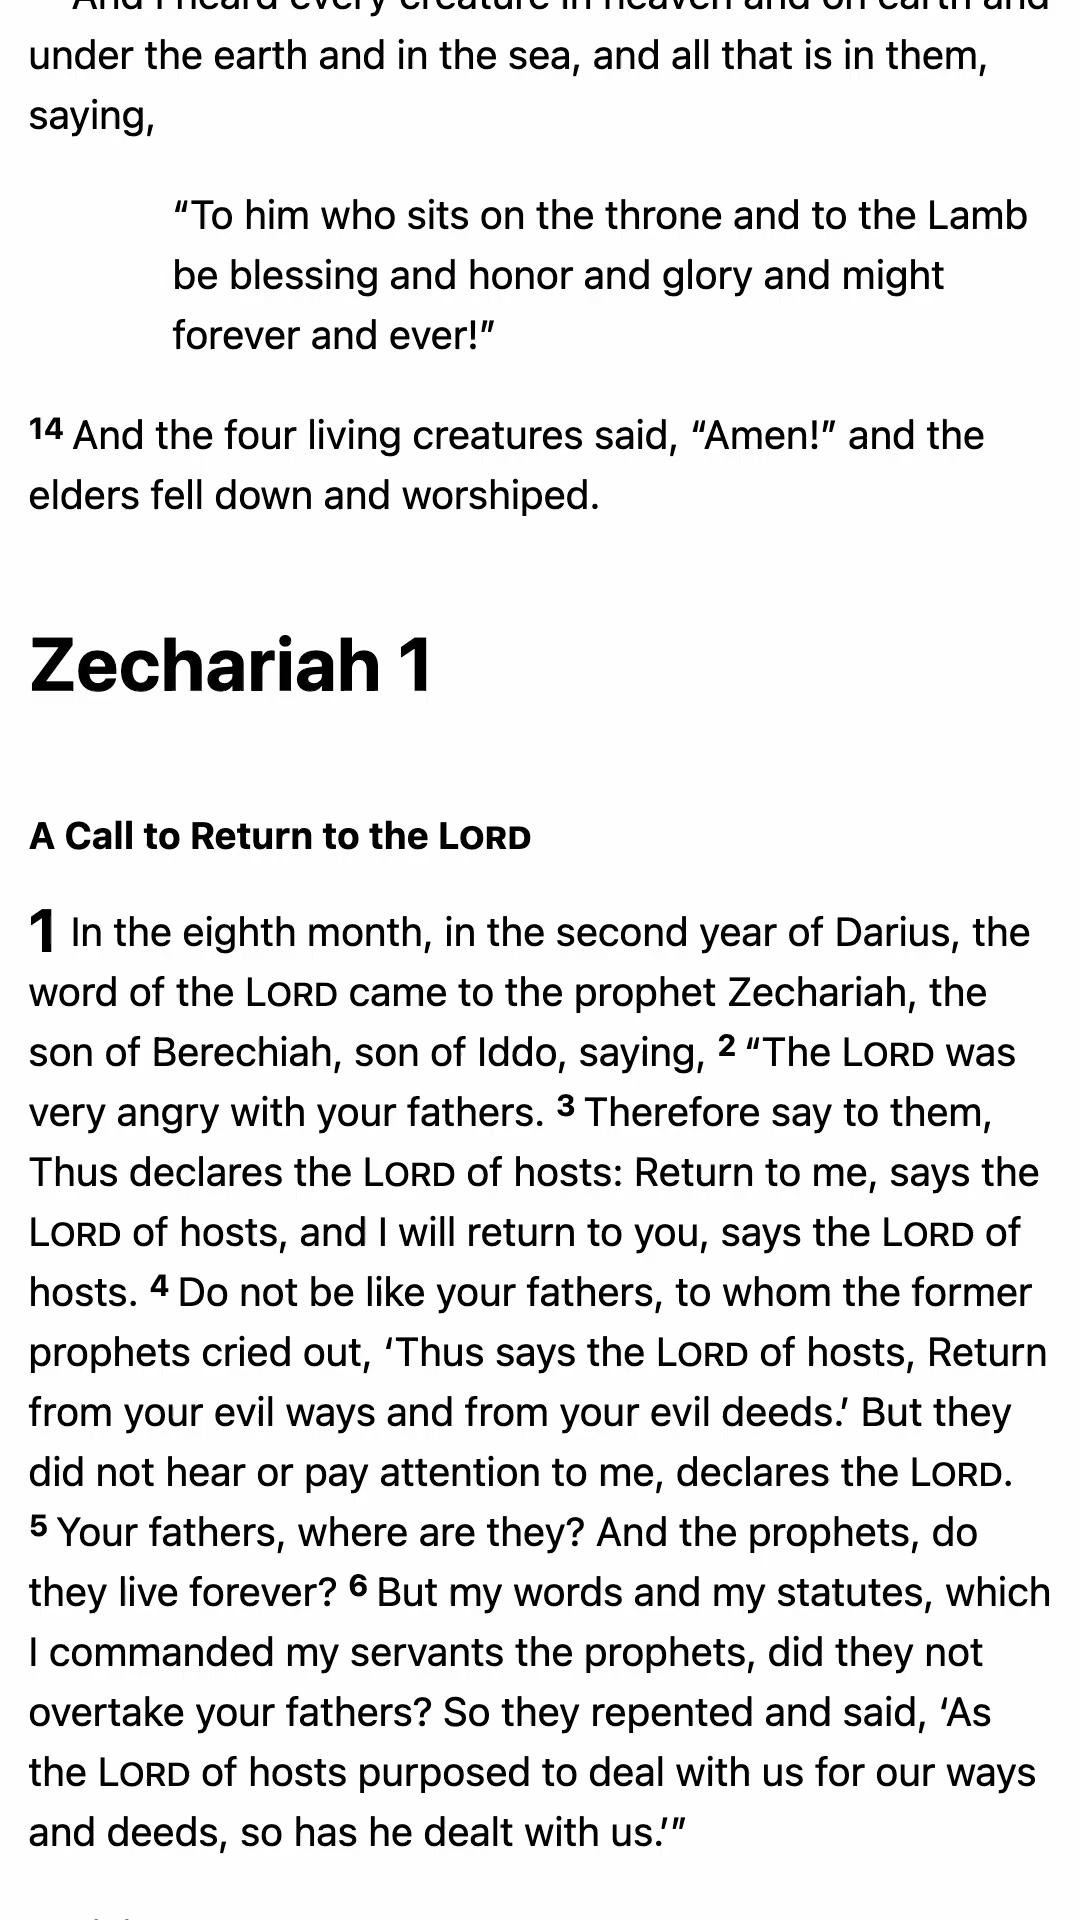 And I heard every creature in heaven and on earth and
under the earth and in the sea, and all that is in them,
saying,
“To him who sits on the throne and to the Lamb
be blessing and honor and glory and might
forever and ever!”
14 And the four living creatures said, “Amen!” and the
elders fell down and worshiped.
Zechariah 1
A Call to Return to the LORD
1 In the eighth month, in the second year of Darius, the
word of the LORD came to the prophet Zechariah, the
son of Berechiah, son of Iddo, saying, 2 “The LORD was
very angry with your fathers. 3 Therefore say to them,
Thus declares the LORD of hosts: Return to me, says the
LORD of hosts, and I will return to you, says the LORD of
hosts. 4 Do not be like your fathers, to whom the former
prophets cried out, ‘Thus says the LORD of hosts, Return
from your evil ways and from your evil deeds.’ But they
did not hear or pay attention to me, declares the LORD.
5 Your fathers, where are they? And the prophets, do
they live forever? 6 But my words and my statutes, which
I commanded my servants the prophets, did they not
overtake your fathers? So they repented and said, ‘As
the LORD of hosts purposed to deal with us for our ways
and deeds, so has he dealt with us.’”